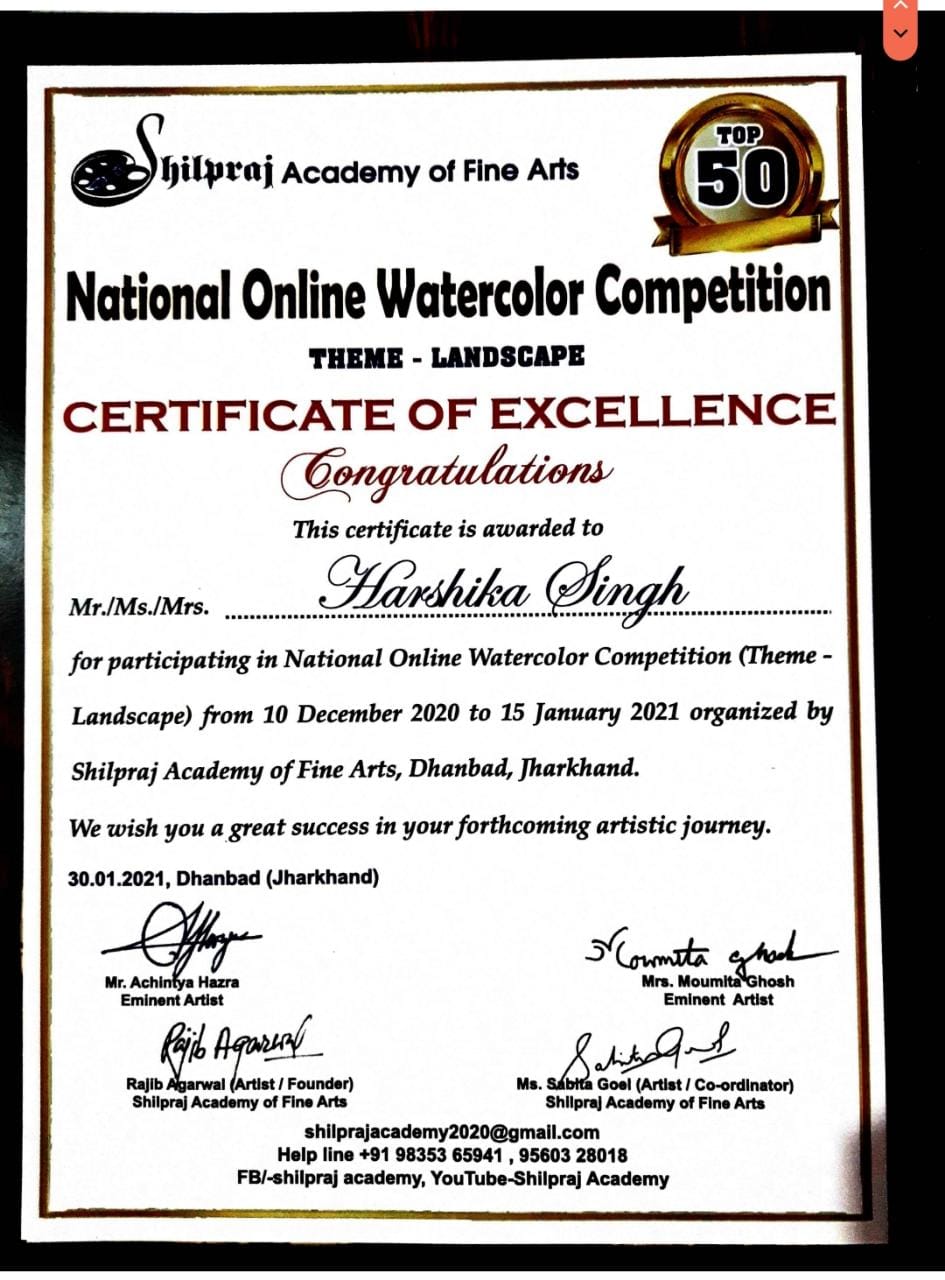 Shilpraj Academy of Fine Arts
TOP
50
National Online Watercolor Competition
THEME - LANDSCAPE
CERTIFICATE OF EXCELLENCE
Congratulations
This certificate is awarded to
Mr./Ms./Mrs. Harshika Singh
for participating in National Online Watercolor Competition (Theme -
Landscape) from 10 December 2020 to 15 January 2021 organized by
Shilpraj Academy of Fine Arts, Dhanbad, Jharkhand.
We wish you a great success in your forthcoming artistic journey.
30.01.2021, Dhanbad (Jharkhand)
Moumita Ghosh
Mr. Achintya Hazra
Eminent Artist
Mrs. Moumita Ghosh
Eminent Artist
Rajib Agarwal
Rajib Agarwal (Artist / Founder)
Shilpraj Academy of Fine Arts
Ms. Sabita Goel (Artist / Co-ordinator)
Shilpraj Academy of Fine Arts
shilprajacademy2020@gmail.com
Help line +91 98353 65941 , 95603 28018
FB/-shilpraj academy, YouTube-Shilpraj Academy